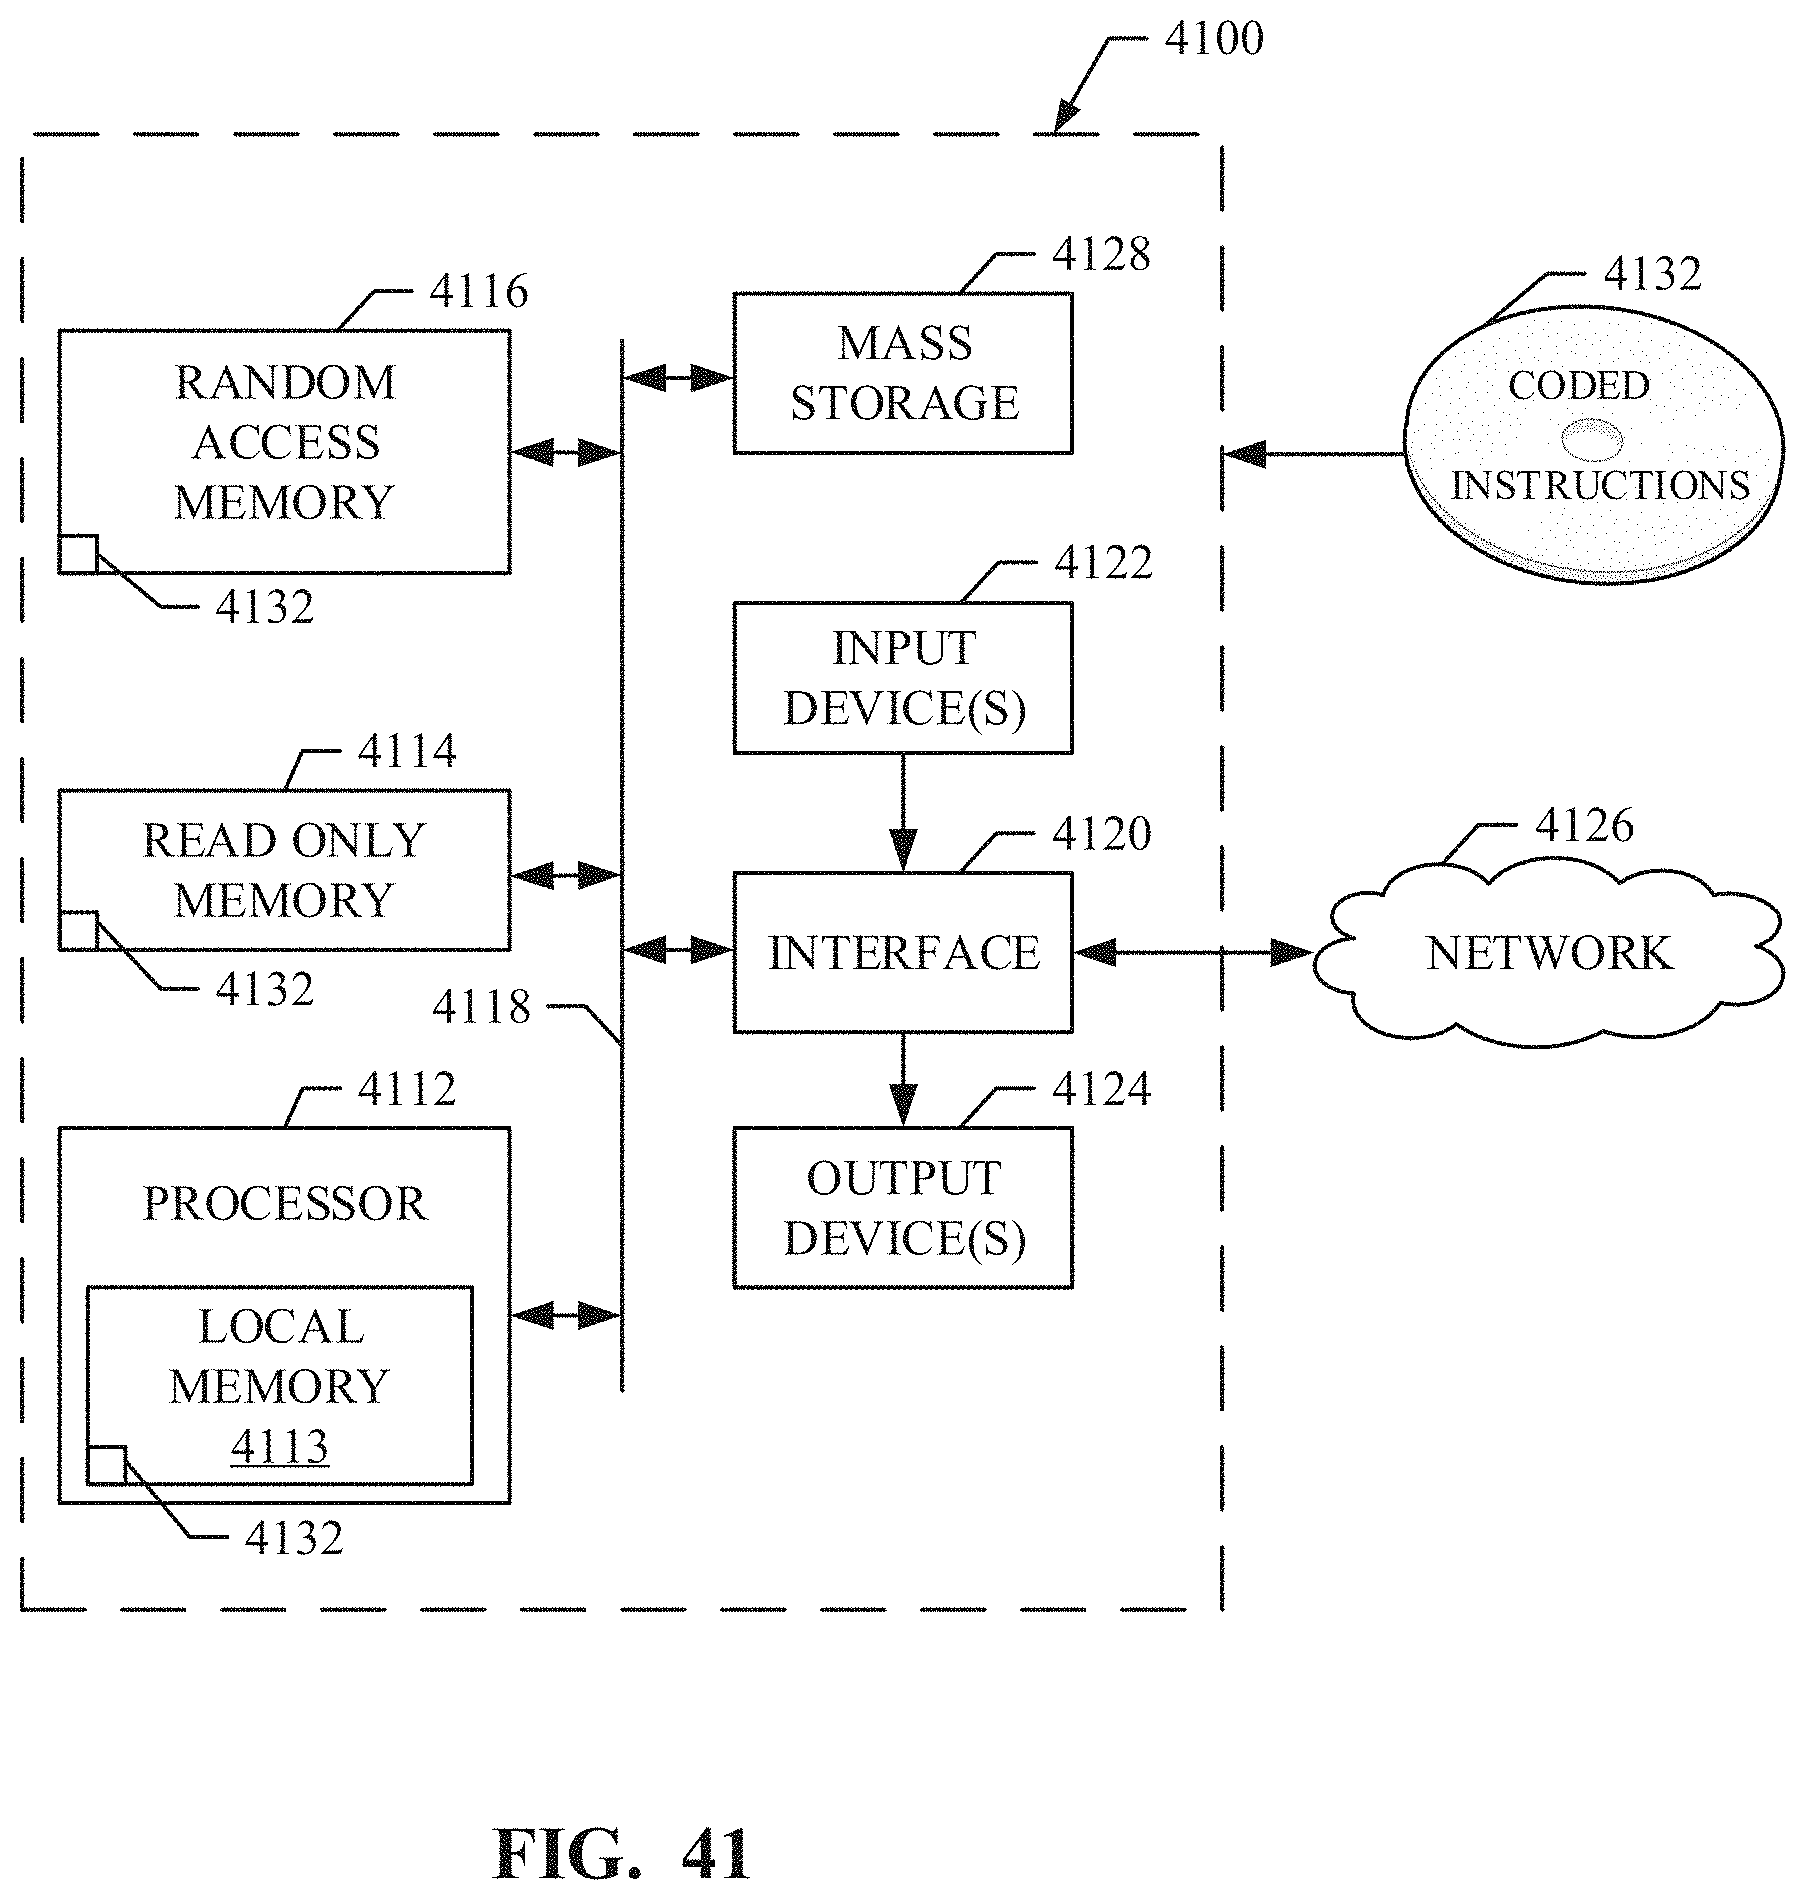 4100
4128
4116
4132
MASS
STORAGE
RANDOM
ACCESS
MEMORY
CODED
INSTRUCTIONS
4132
4122
INPUT
DEVICE(S)
4114
READ ONLY
MEMORY
4132
4120
4126
INTERFACE
NETWORK
4118
4112
4124
PROCESSOR
OUTPUT
DEVICE(S)
LOCAL
MEMORY
4113
4132
FIG. 41